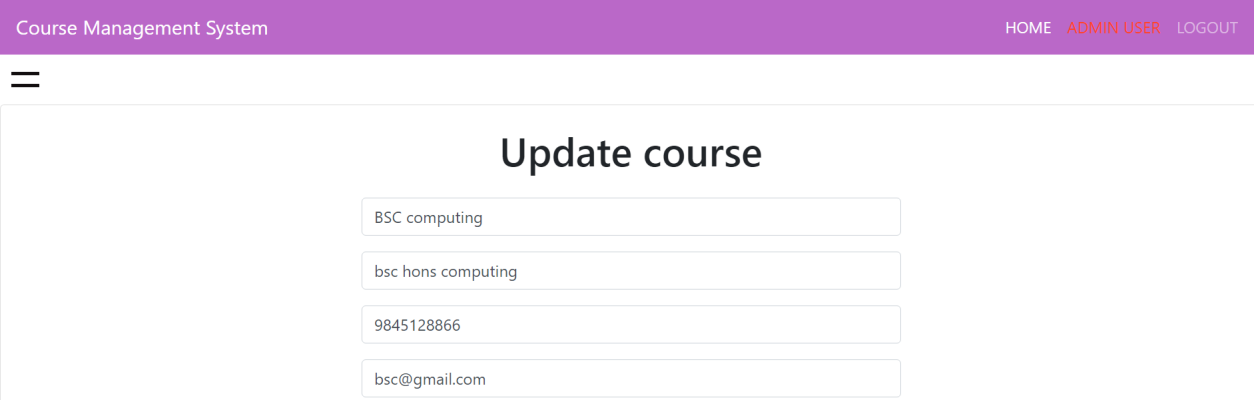 Course Management System HOME ADMIN USER LOGOUT
Update course
BSC computing
bsc hons computing
9845128866
bsc@gmail.com